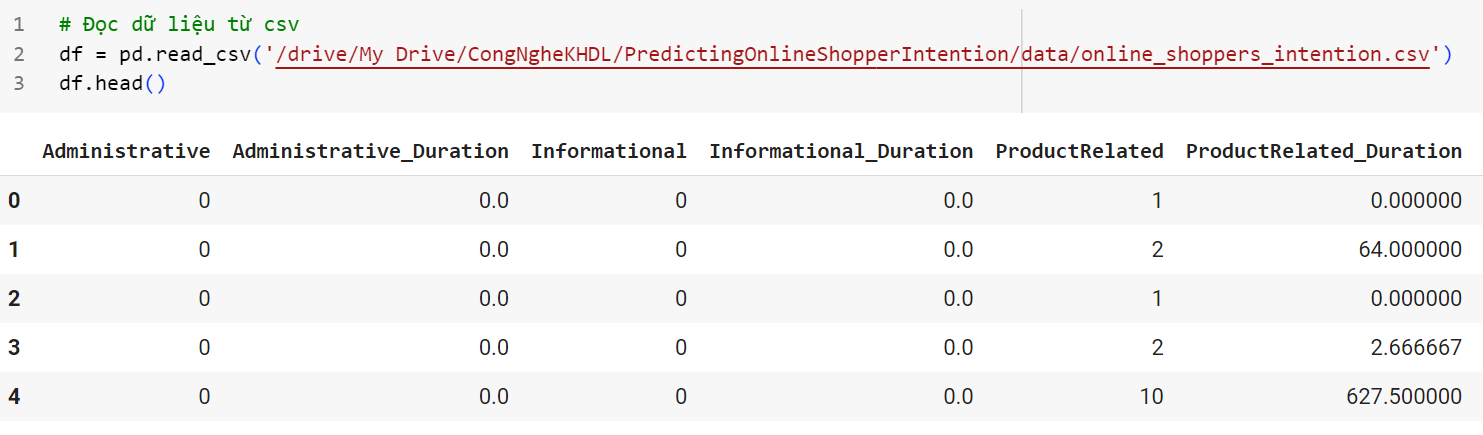 1 # Đọc dữ liệu từ csv
2 df = pd.read_csv('/drive/My Drive/CongNgheKHDL/PredictingOnlineShopperIntention/data/online_shoppers_intention.csv')
3 df.head()
Administrative Administrative_Duration Informational Informational_Duration ProductRelated ProductRelated_Duration
0 0 0.0 0 0.0 1 0.000000
1 0 0.0 0 0.0 2 64.000000
2 0 0.0 0 0.0 1 0.000000
3 0 0.0 0 0.0 2 2.666667
4 0 0.0 0 0.0 10 627.500000